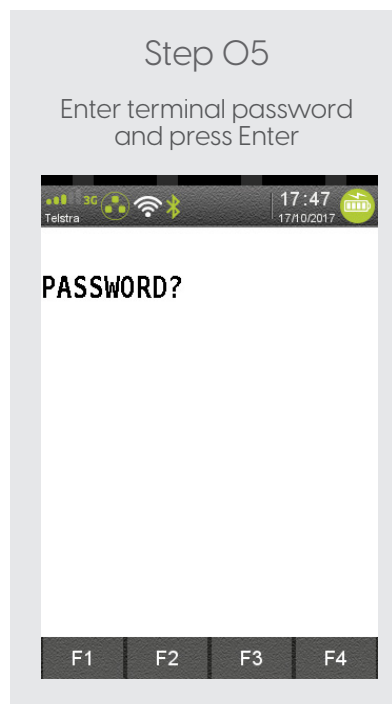 Step 05
Enter terminal password
and press Enter
3G
17:47
Telstra
17/10/2017
PASSWORD?
F1 F2 F3 F4